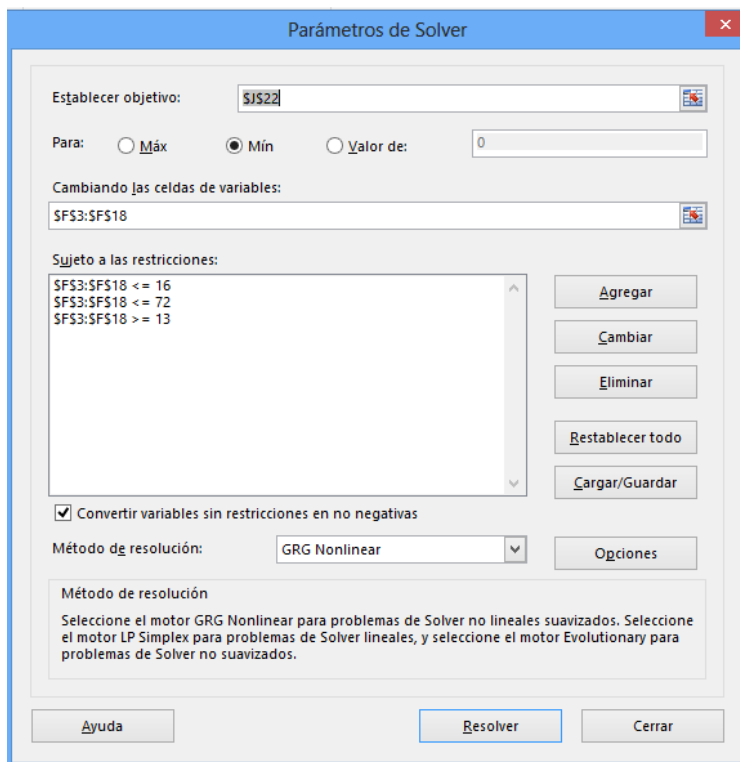 Parámetros de Solver
Establecer objetivo: $J$22
Para: Máx Mín Valor de: 0
Cambiando las celdas de variables:
$F$3:$F$18
Sujeto a las restricciones:
$F$3:$F$18 <= 16
$F$3:$F$18 <= 72
$F$3:$F$18 >= 13
Agregar
Cambiar
Eliminar
Restablecer todo
Cargar/Guardar
Convertir variables sin restricciones en no negativas
Método de resolución: GRG Nonlinear Opciones
Método de resolución
Seleccione el motor GRG Nonlinear para problemas de Solver no lineales suavizados. Seleccione
el motor LP Simplex para problemas de Solver lineales, y seleccione el motor Evolutionary para
problemas de Solver no suavizados.
Ayuda Resolver Cerrar